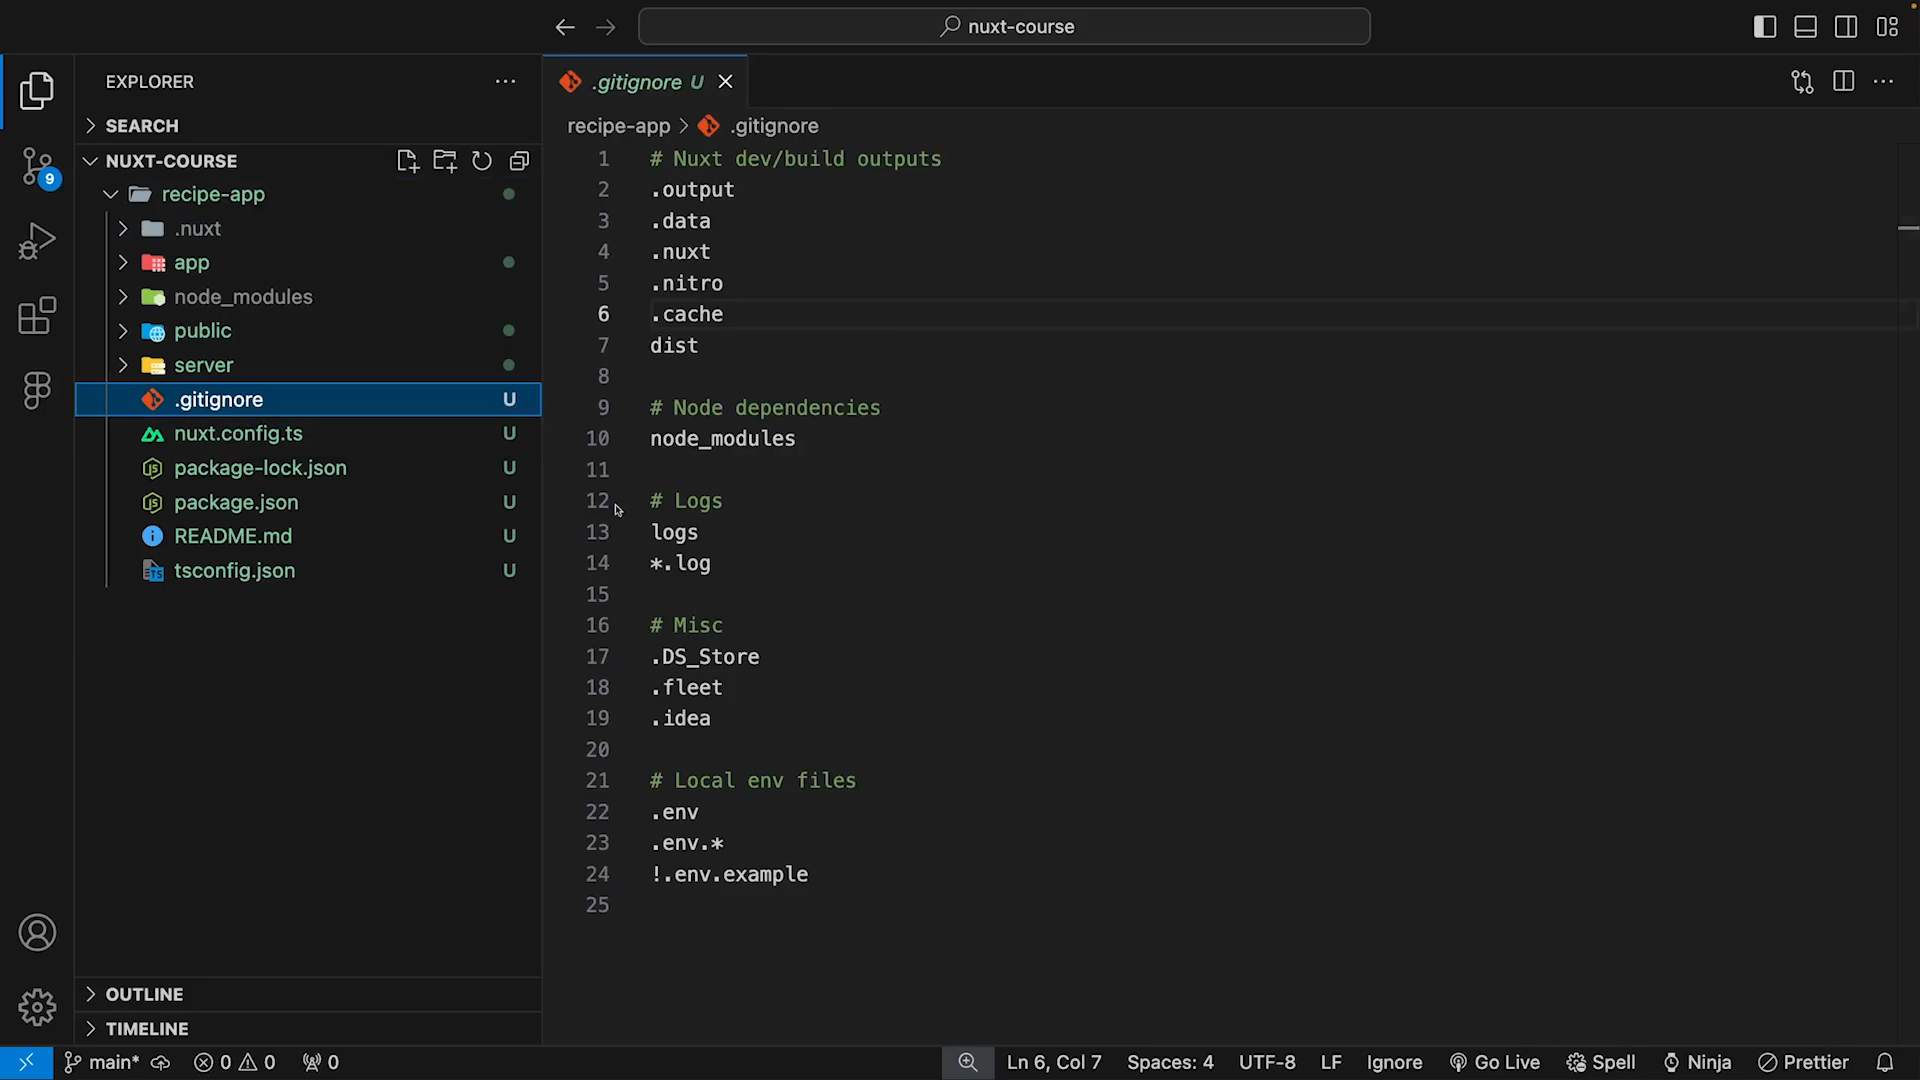 nuxt-course
EXPLORER
SEARCH
NUXT-COURSE
recipe-app
.nuxt
app
node_modules
public
server
.gitignore U
nuxt.config.ts U
package-lock.json U
package.json U
README.md U
tsconfig.json U
OUTLINE
TIMELINE
9
.gitignore U
recipe-app > .gitignore
1 # Nuxt dev/build outputs
2 .output
3 .data
4 .nuxt
5 .nitro
6 .cache
7 dist
8
9 # Node dependencies
10 node_modules
11
12 # Logs
13 logs
14 *.log
15
16 # Misc
17 .DS_Store
18 .fleet
19 .idea
20
21 # Local env files
22 .env
23 .env.*
24 !.env.example
25
main* 0 0 0 Ln 6, Col 7 Spaces: 4 UTF-8 LF Ignore Go Live Spell Ninja Prettier